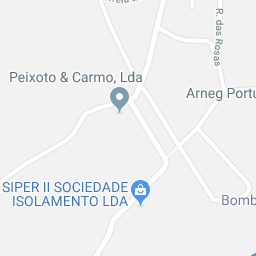 R. das Rosas
Peixoto & Carmo, Lda
Arneg Portu
SIPER II SOCIEDADE
ISOLAMENTO LDA
Bomb